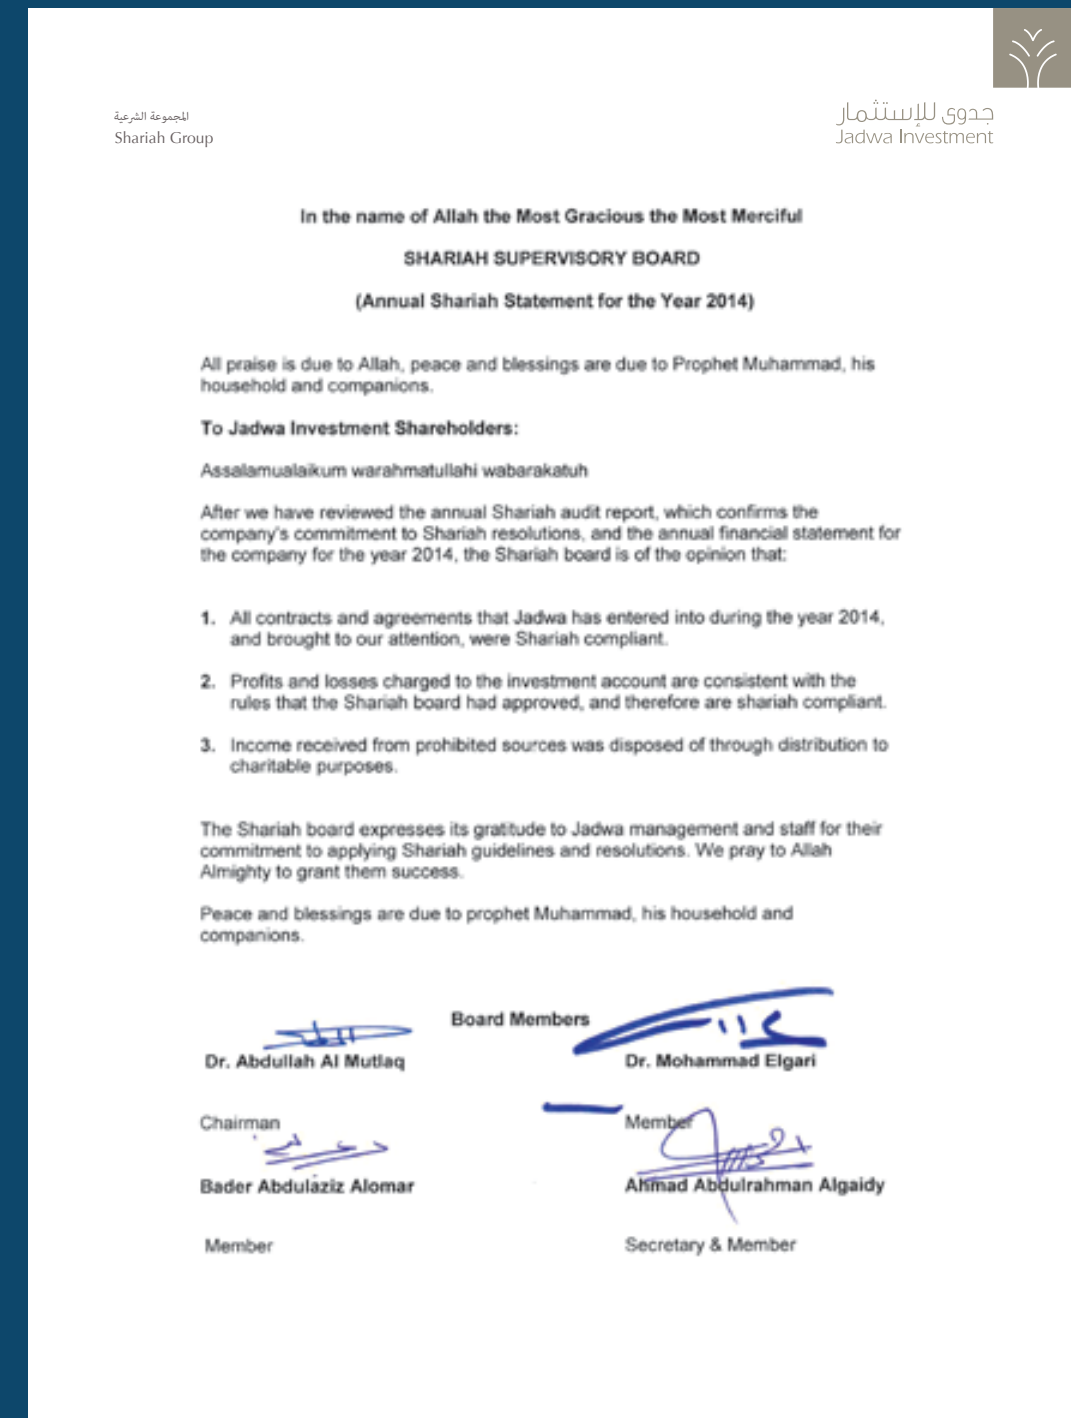 المجموعة الشرعية
Shariah Group
جدوى للإستثمار
Jadwa Investment
In the name of Allah the Most Gracious the Most Merciful
SHARIAH SUPERVISORY BOARD
(Annual Shariah Statement for the Year 2014)
All praise is due to Allah, peace and blessings are due to Prophet Muhammad, his
household and companions.
To Jadwa Investment Shareholders:
Assalamualaikum warahmatullahi wabarakatuh
After we have reviewed the annual Shariah audit report, which confirms the
company's commitment to Shariah resolutions, and the annual financial statement for
the company for the year 2014, the Shariah board is of the opinion that:
1. All contracts and agreements that Jadwa has entered into during the year 2014,
and brought to our attention, were Shariah compliant.
2. Profits and losses charged to the investment account are consistent with the
rules that the Shariah board had approved, and therefore are shariah compliant.
3. Income received from prohibited sources was disposed of through distribution to
charitable purposes.
The Shariah board expresses its gratitude to Jadwa management and staff for their
commitment to applying Shariah guidelines and resolutions. We pray to Allah
Almighty to grant them success.
Peace and blessings are due to prophet Muhammad, his household and
companions.
Board Members
Dr. Abdullah Al Mutlaq
Dr. Mohammad Elgari
Chairman
Member
Bader Abdulaziz Alomar
Ahmad Abdulrahman Algaidy
Member
Secretary & Member